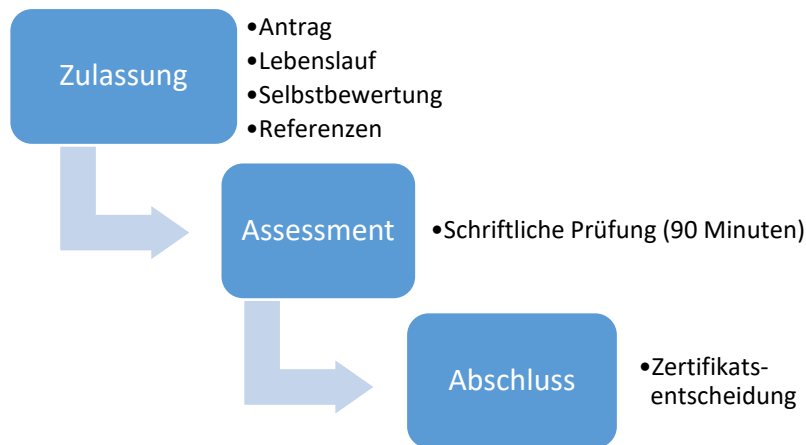 Zulassung
•Antrag
•Lebenslauf
•Selbstbewertung
•Referenzen
Assessment
•Schriftliche Prüfung (90 Minuten)
Abschluss
•Zertifikats-
entscheidung